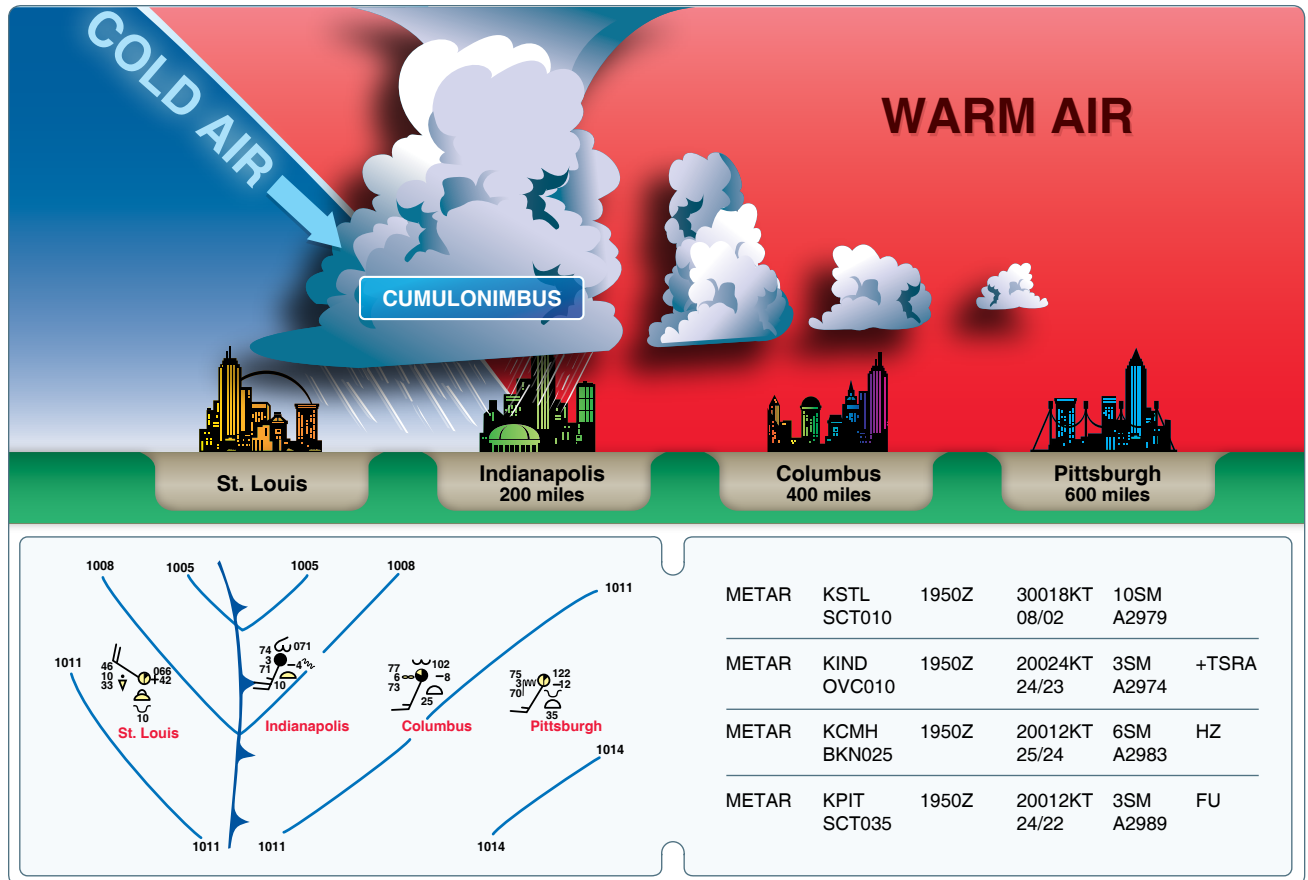 COLD AIR
WARM AIR
CUMULONIMBUS
St. Louis
Indianapolis
200 miles
Columbus
400 miles
Pittsburgh
600 miles
1008
1005
1005
1008
1011
1011
46
10
33
066
+42
10
St. Louis
74
3
71
071
–4
10
Indianapolis
77
6
73
102
–8
25
Columbus
75
3
70
122
–12
35
Pittsburgh
1014
1011
1011
1014
METAR KSTL 1950Z 30018KT 10SM
SCT010 08/02 A2979
METAR KIND 1950Z 20024KT 3SM +TSRA
OVC010 24/23 A2974
METAR KCMH 1950Z 20012KT 6SM HZ
BKN025 25/24 A2983
METAR KPIT 1950Z 20012KT 3SM FU
SCT035 24/22 A2989